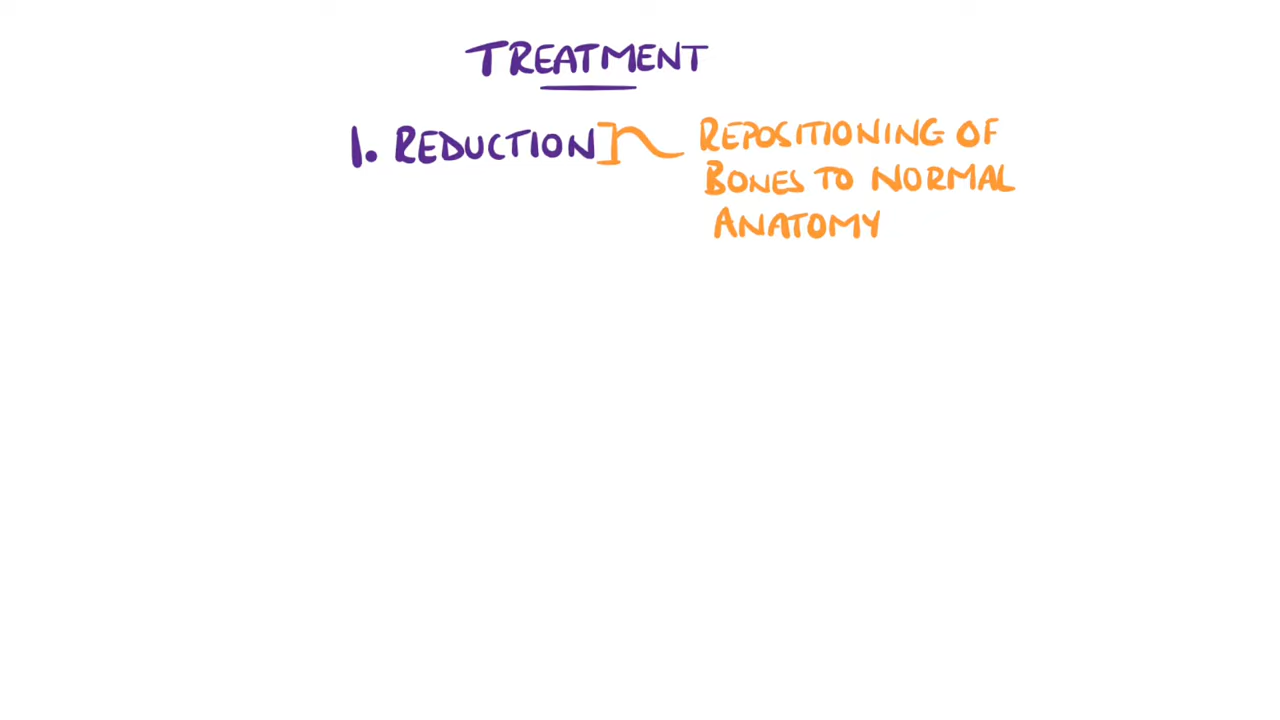 TREATMENT
1. REDUCTION
REPOSITIONING OF
BONES TO NORMAL
ANATOMY